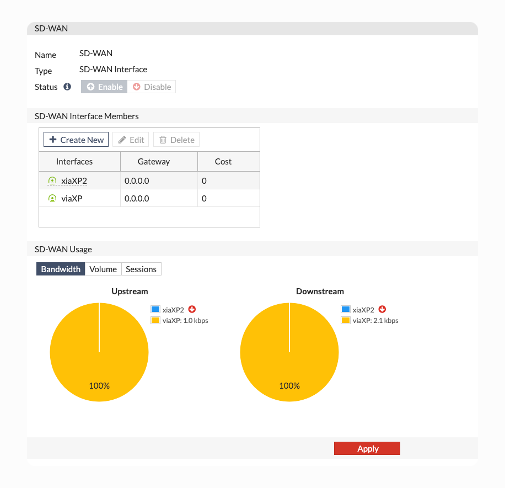 SD-WAN
Name SD-WAN
Type SD-WAN Interface
Status Enable Disable
SD-WAN Interface Members
+ Create New Edit Delete
Interfaces Gateway Cost
xiaXP2 0.0.0.0 0
viaXP 0.0.0.0 0
SD-WAN Usage
Bandwidth Volume Sessions
Upstream
xiaXP2
viaXP: 1.0 kbps
100%
Downstream
xiaXP2
viaXP: 2.1 kbps
100%
Apply